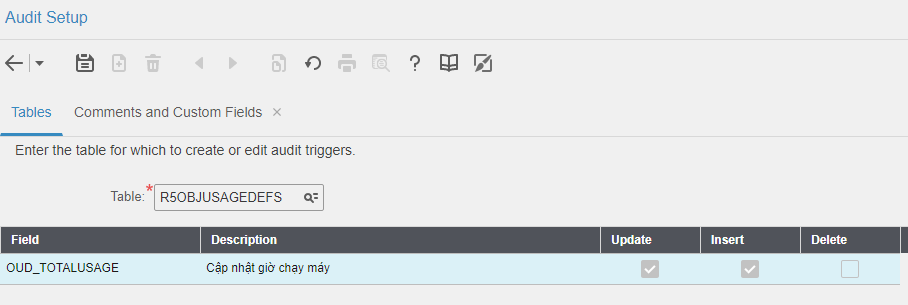 Audit Setup
Tables
Comments and Custom Fields ×
Enter the table for which to create or edit audit triggers.
Table:* R5OBJUSAGEDEFS
Field Description Update Insert Delete
OUD_TOTALUSAGE Cập nhật giờ chạy máy